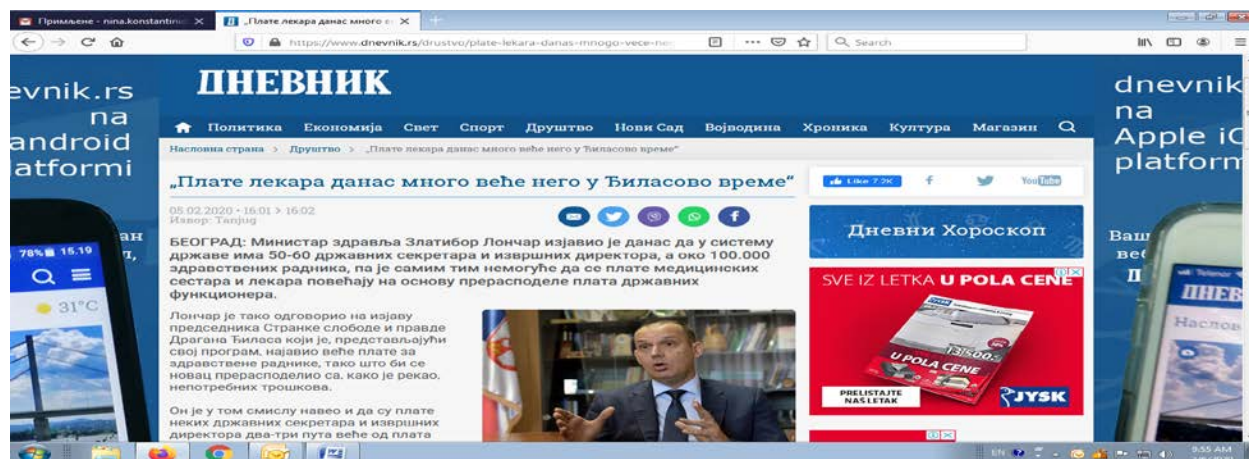 Примљене - nina.konstantino
„Плате лекара данас много в
https://www.dnevnik.rs/drustvo/plate-lekara-danas-mnogo-vece-ne
Search
evnik.rs
na
android
latformi
78% 15.19
31°C
ДНЕВНИК
Политика Економија Свет Спорт Друштво Нови Сад Војводина Хроника Култура Магазин
Насловна страна > Друштво > „Плате лекара данас много веће него у Ђиласово време“
„Плате лекара данас много веће него у Ђиласово време“
05.02.2020 • 16:01 > 16:02
Извор: Tanjug
БЕОГРАД: Министар здравља Златибор Лончар изјавио је данас да у систему
државе има 50-60 државних секретара и извршних директора, а око 100.000
здравствених радника, па је самим тим немогуће да се плате медицинских
сестара и лекара повећају на основу прерасподеле плата државних
функционера.
Лончар је тако одговорио на изјаву
председника Странке слободе и правде
Драгана Ђиласа који је, представљајући
свој програм, најавио веће плате за
здравствене раднике, тако што би се
новац прерасподелио са, како је рекао,
непотребних трошкова.
Он је у том смислу навео и да су плате
неких државних секретара и извршних
директора два-три пута веће од плата
Like 7.2K
YouTube
Дневни Хороскоп
SVE IZ LETKA U POLA CENE
U POLA CENE
PRELISTAJTE
NAŠ LETAK
JYSK
dnevnik
na
Apple iO
platform
Ваш
ве
ДНЕВ
Наслов
EN
9:55 AM